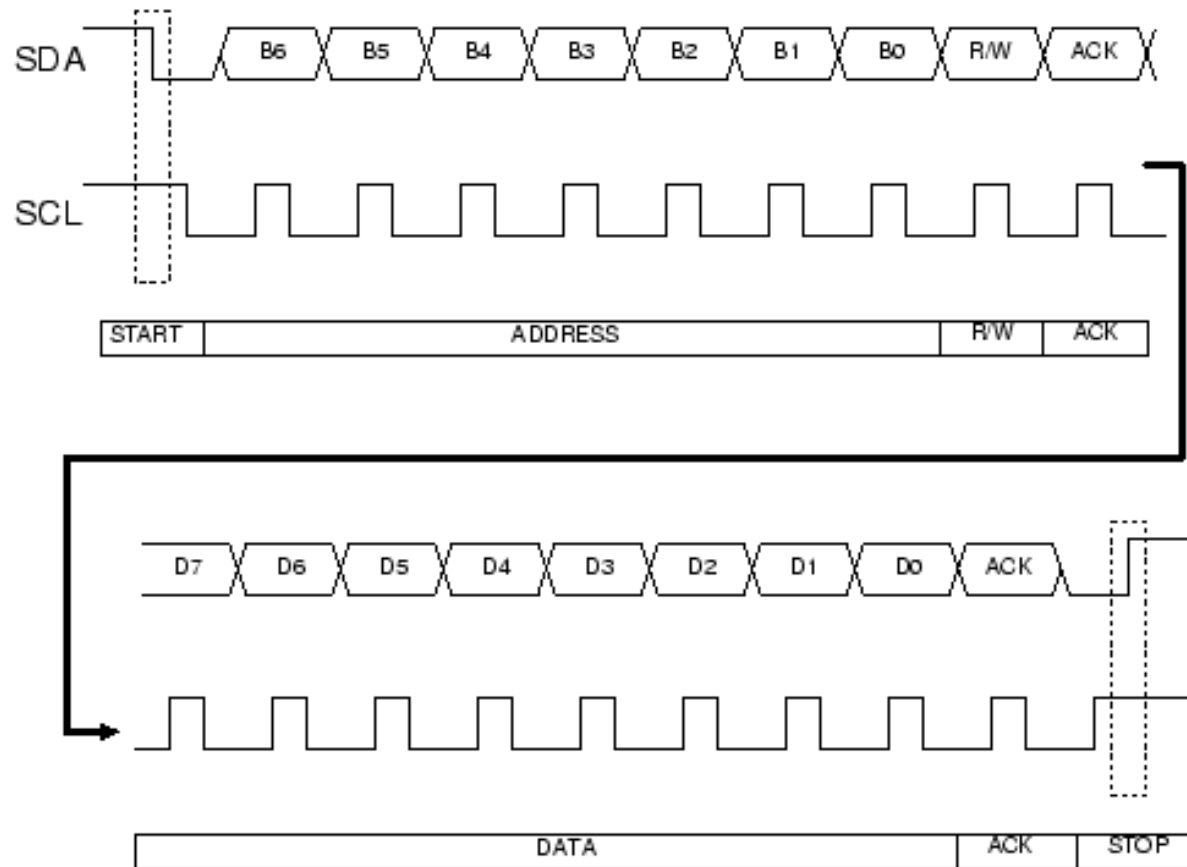 SDA B6 B5 B4 B3 B2 B1 B0 R/W ACK
SCL
START ADDRESS R/W ACK
D7 D6 D5 D4 D3 D2 D1 D0 ACK
DATA ACK STOP